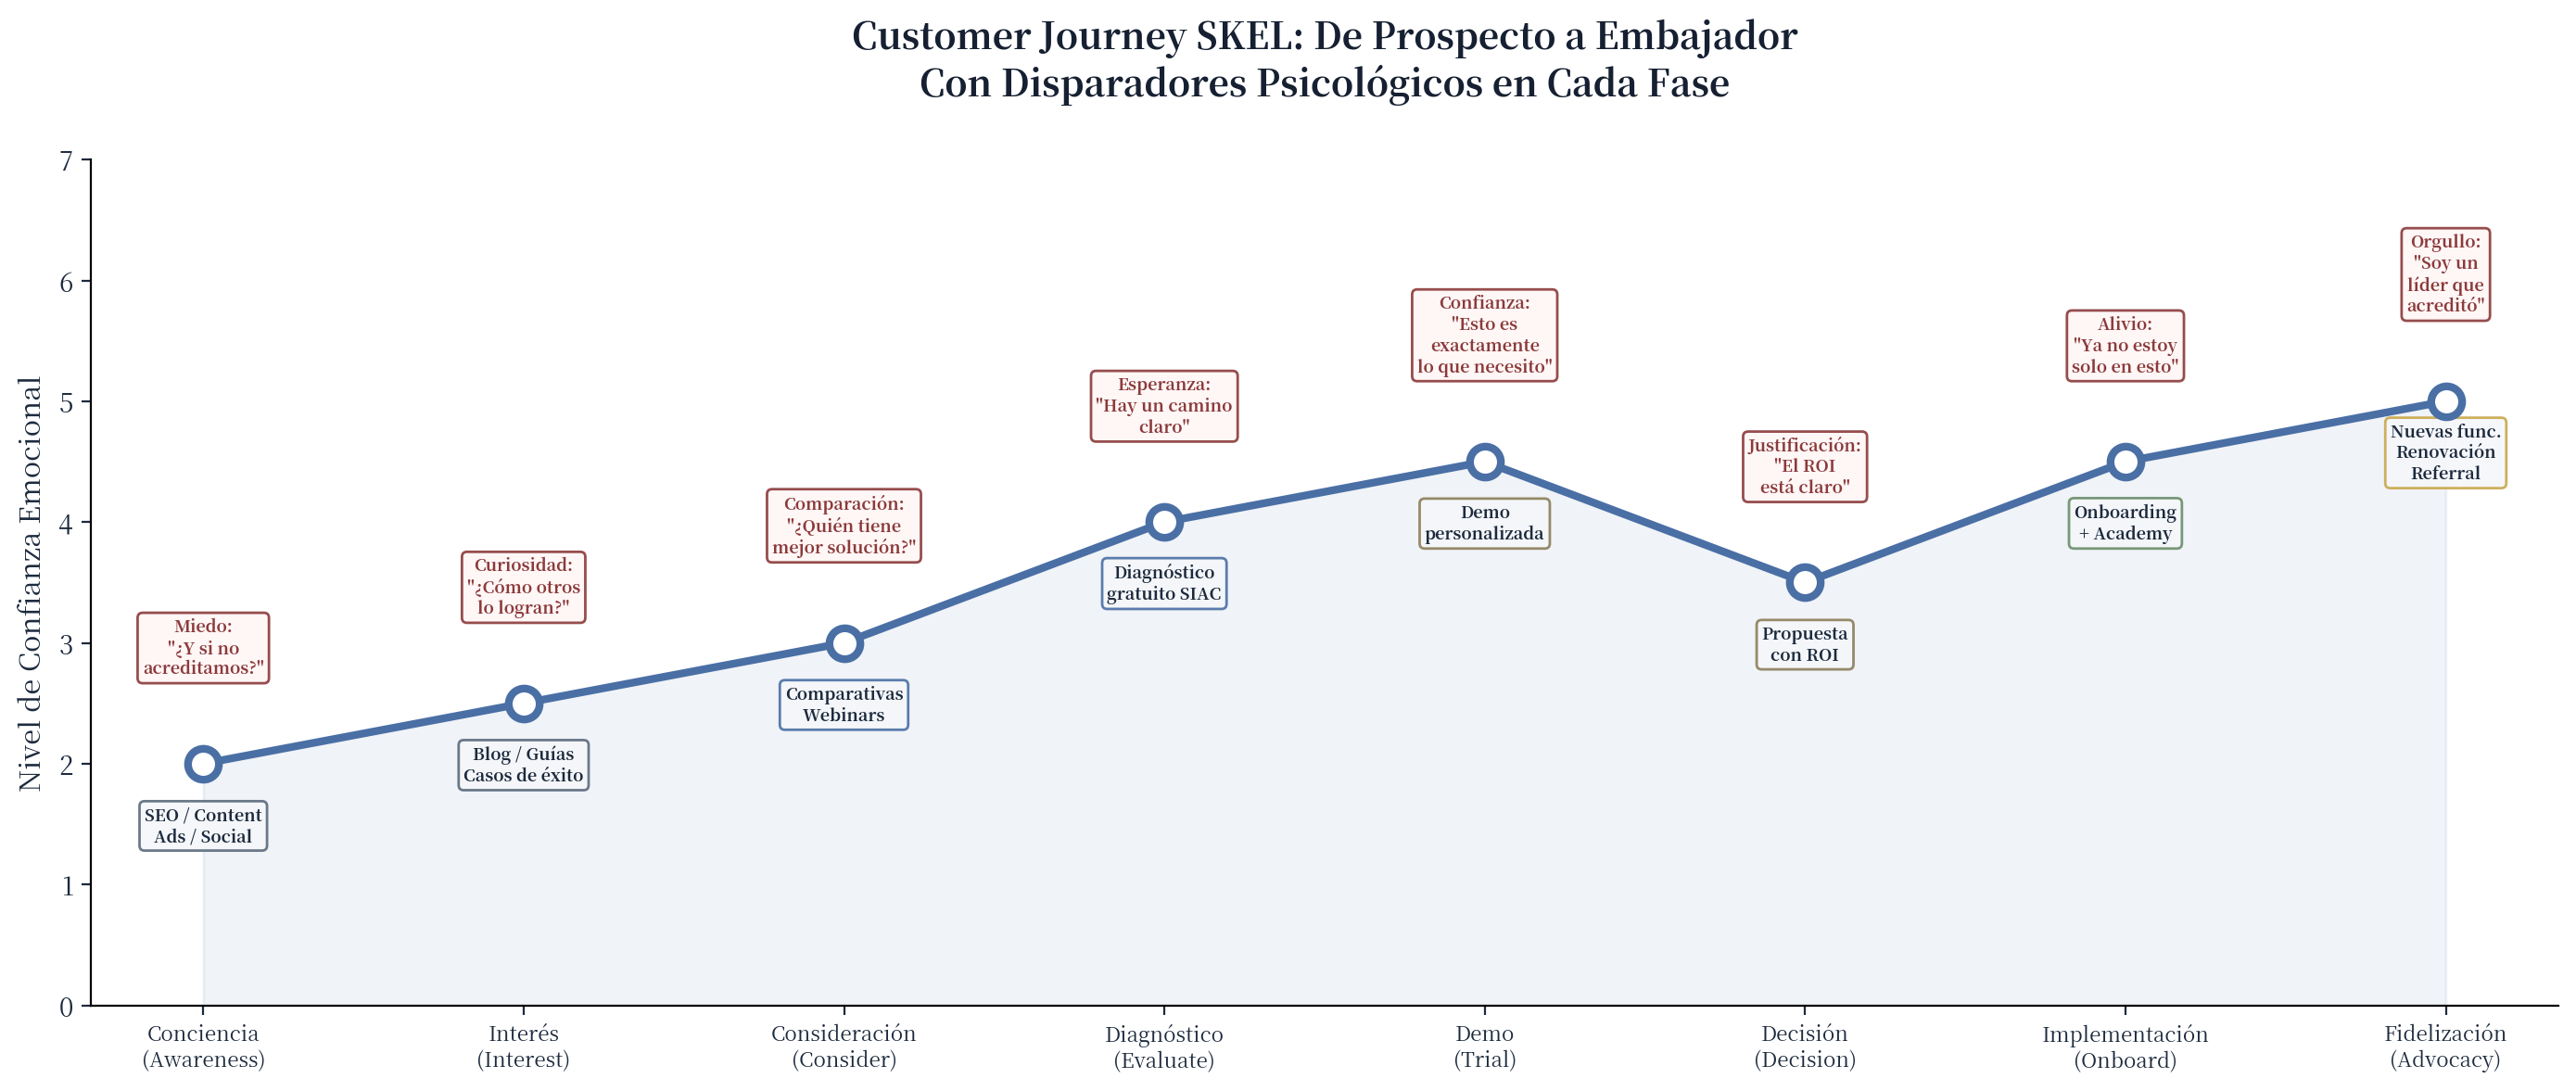 Customer Journey SKEL: De Prospecto a Embajador
Con Disparadores Psicológicos en Cada Fase
Nivel de Confianza Emocional
7
6
5
4
3
2
1
0
Miedo:
"¿Y si no
acreditamos?"
SEO / Content
Ads / Social
Curiosidad:
"¿Cómo otros
lo logran?"
Blog / Guías
Casos de éxito
Comparación:
"¿Quién tiene
mejor solución?"
Comparativas
Webinars
Esperanza:
"Hay un camino
claro"
Diagnóstico
gratuito SIAC
Confianza:
"Esto es
exactamente
lo que necesito"
Demo
personalizada
Justificación:
"El ROI
está claro"
Propuesta
con ROI
Alivio:
"Ya no estoy
solo en esto"
Onboarding
+ Academy
Orgullo:
"Soy un
líder que
acreditó"
Nuevas func.
Renovación
Referral
Conciencia
(Awareness)
Interés
(Interest)
Consideración
(Consider)
Diagnóstico
(Evaluate)
Demo
(Trial)
Decisión
(Decision)
Implementación
(Onboard)
Fidelización
(Advocacy)